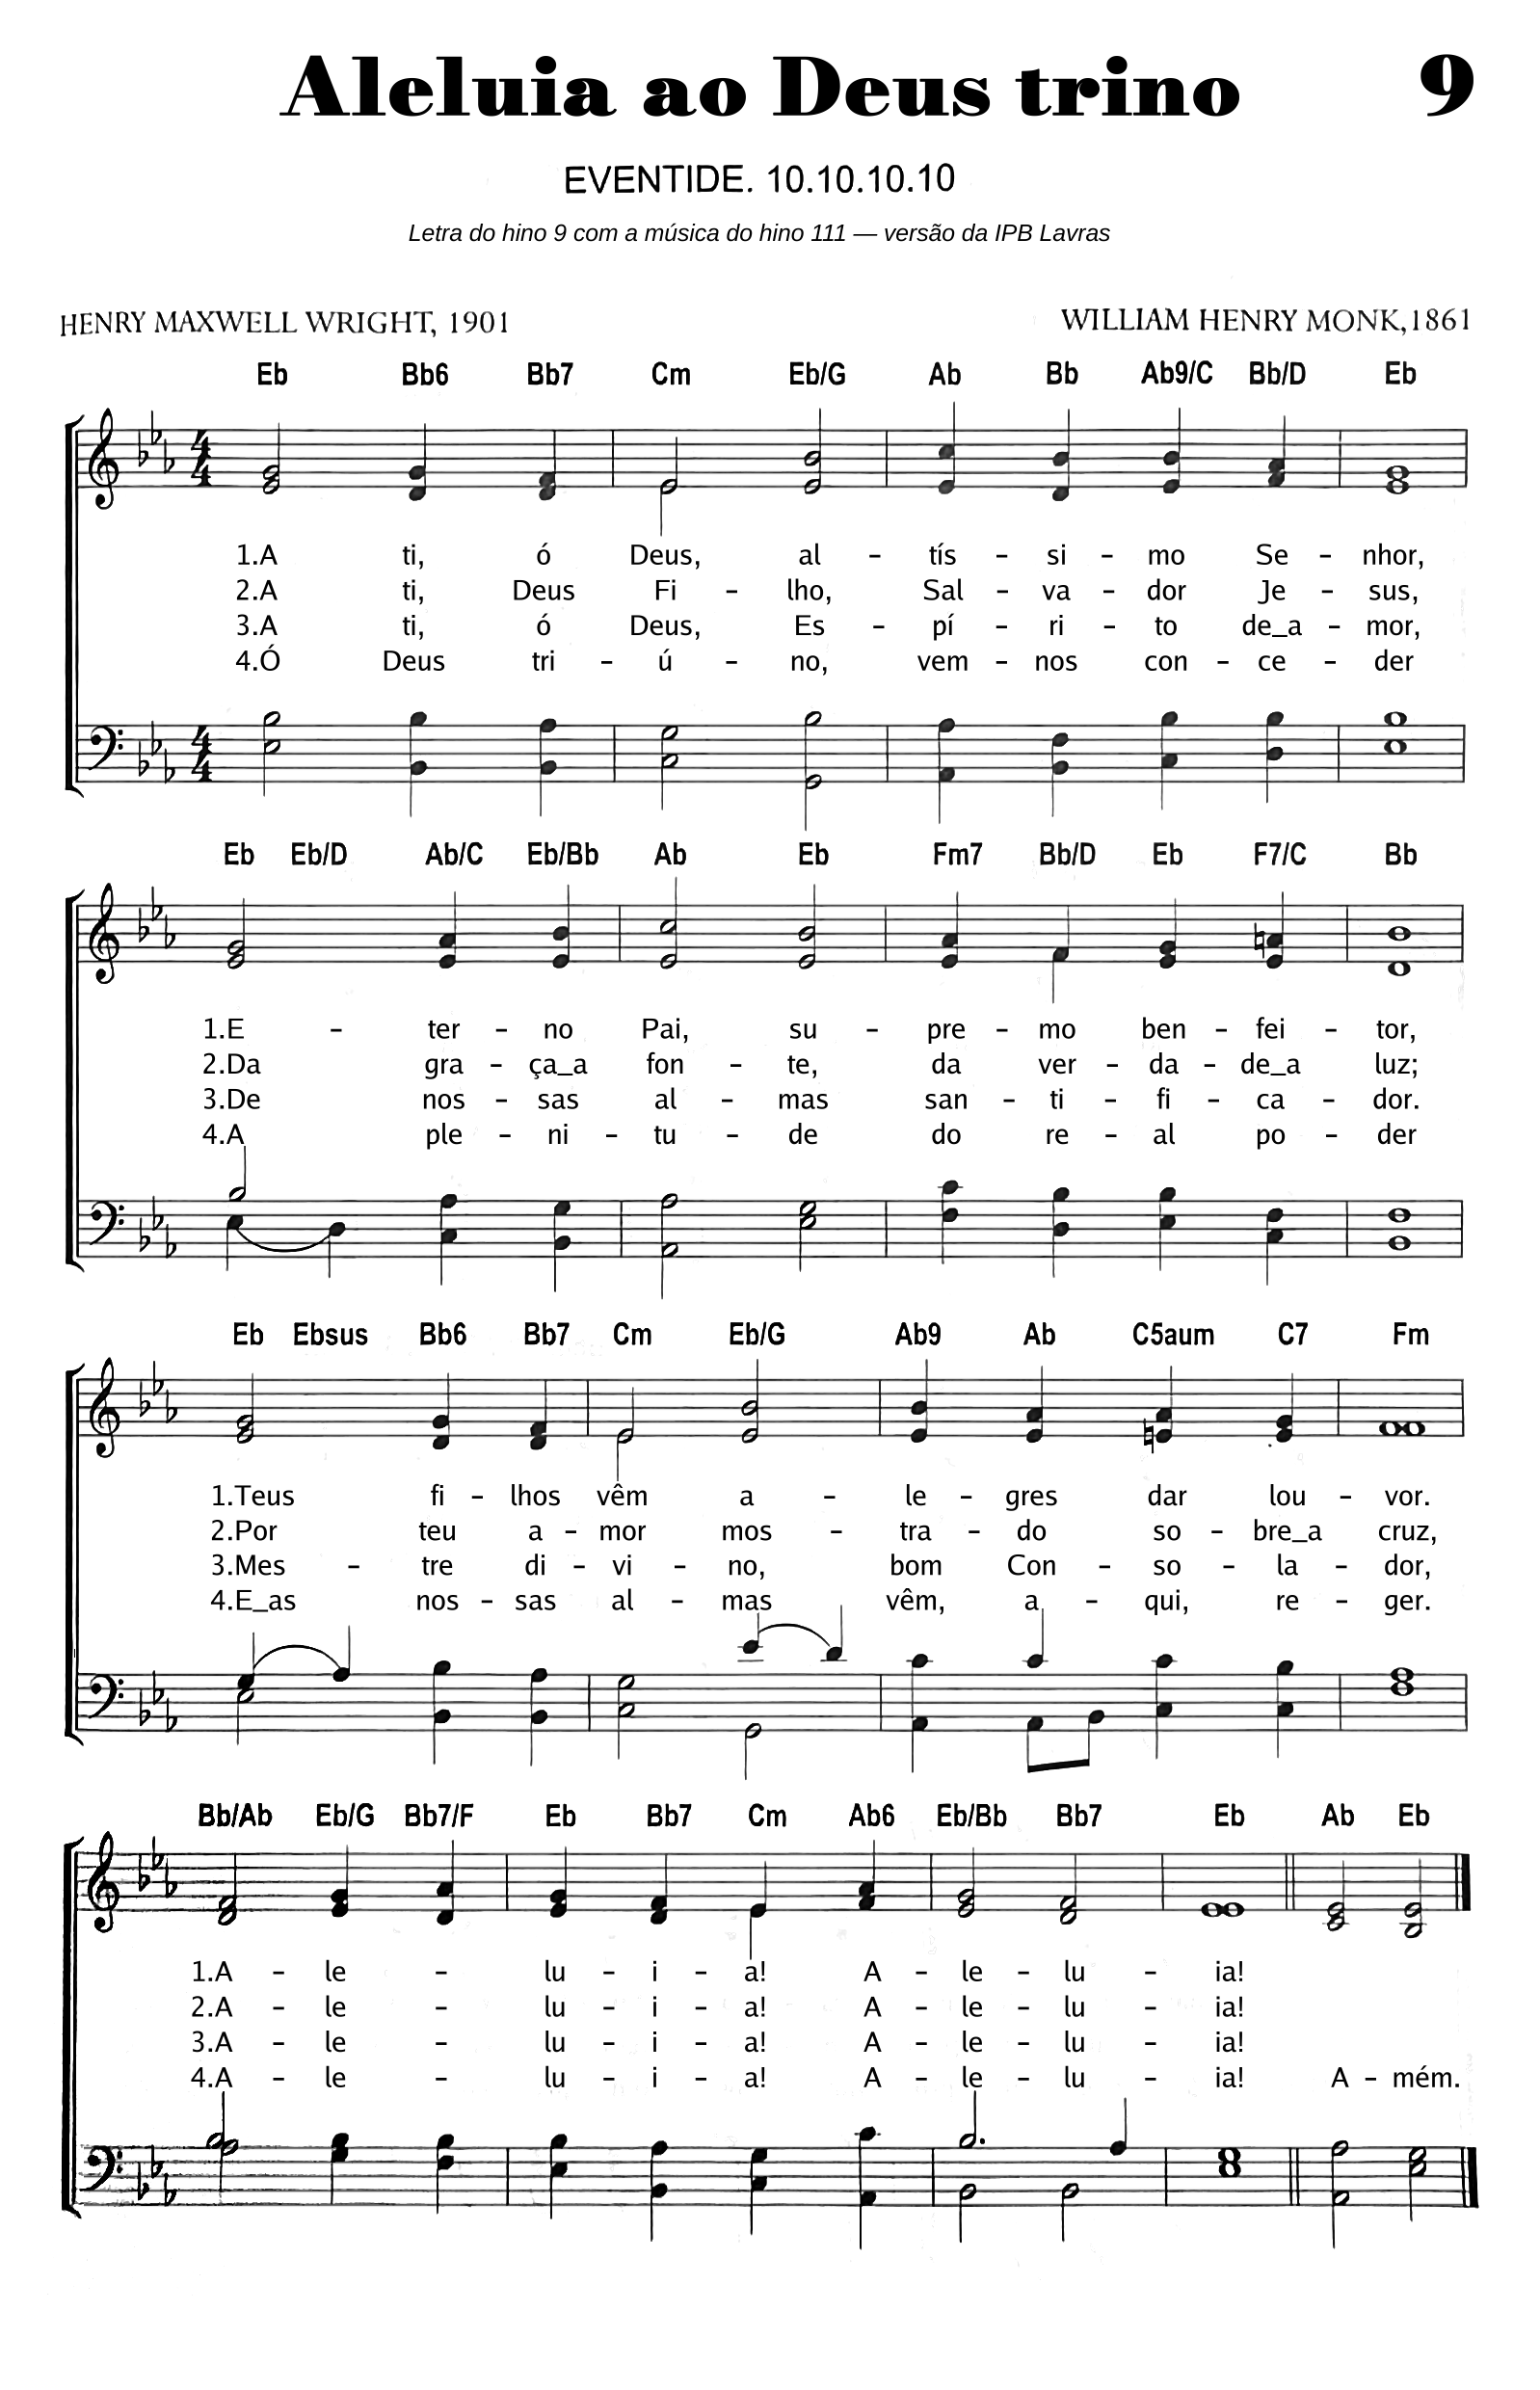 Aleluia ao Deus trino 9
EVENTIDE. 10.10.10.10
Letra do hino 9 com a música do hino 111 — versão da IPB Lavras
HENRY MAXWELL WRIGHT, 1901 WILLIAM HENRY MONK,1861
Eb Bb6 Bb7 Cm Eb/G Ab Bb Ab9/C Bb/D Eb
4 4
1.A ti, ó Deus, al – tís – si – mo Se – nhor,
2.A ti, Deus Fi – lho, Sal – va – dor Je – sus,
3.A ti, ó Deus, Es – pí – ri – to de_a – mor,
4.Ó Deus tri – ú – no, vem – nos con – ce – der
4 4
Eb Eb/D Ab/C Eb/Bb Ab Eb Fm7 Bb/D Eb F7/C Bb
1.E – ter – no Pai, su – pre – mo ben – fei – tor,
2.Da gra – ça_a fon – te, da ver – da – de_a luz;
3.De nos – sas al – mas san – ti – fi – ca – dor.
4.A ple – ni – tu – de do re – al po – der
Eb Ebsus Bb6 Bb7 Cm Eb/G Ab9 Ab C5aum C7 Fm
1.Teus fi – lhos vêm a – le – gres dar lou – vor.
2.Por teu a – mor mos – tra – do so – bre_a cruz,
3.Mes – tre di – vi – no, bom Con – so – la – dor,
4.E_as nos – sas al – mas vêm, a – qui, re – ger.
Bb/Ab Eb/G Bb7/F Eb Bb7 Cm Ab6 Eb/Bb Bb7 Eb Ab Eb
1.A – le – lu – i – a! A – le – lu – ia!
2.A – le – lu – i – a! A – le – lu – ia!
3.A – le – lu – i – a! A – le – lu – ia!
4.A – le – lu – i – a! A – le – lu – ia! A – mém.